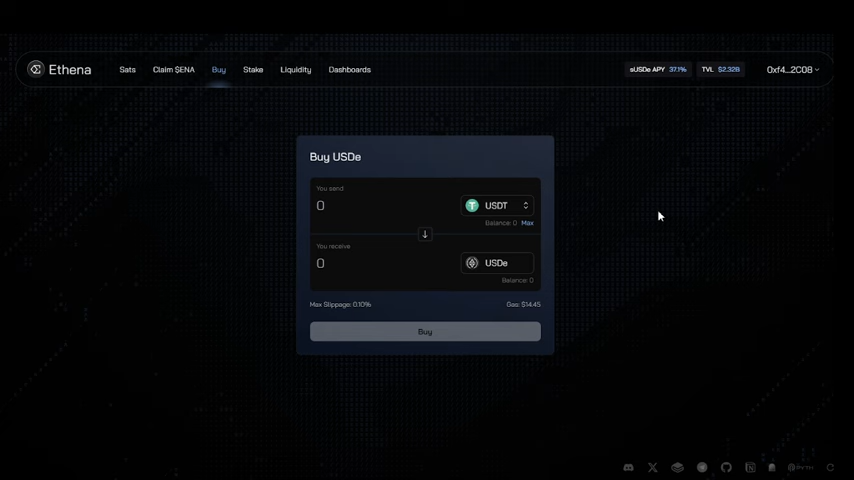 Ethena Sats Claim $ENA Buy Stake Liquidity Dashboards sUSDe APY 37.1% TVL $2.32B 0xf4...2C08
Buy USDe
You send
0 USDT
Balance: 0 Max
You receive
0 USDe
Balance: 0
Max Slippage: 0.10% Gas: $14.45
Buy